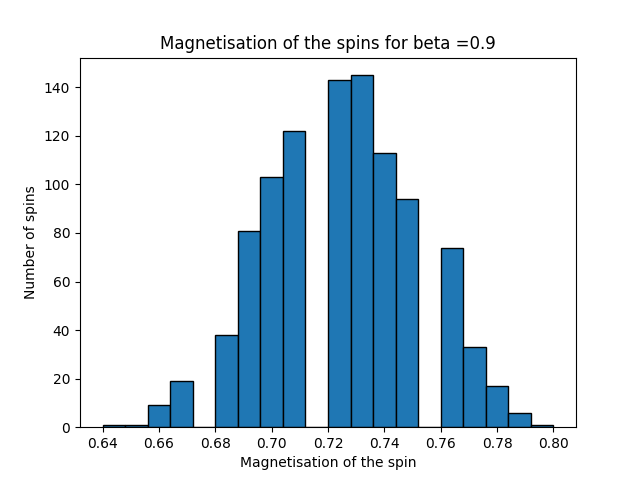 Magnetisation of the spins for beta =0.9
140
120
100
80
60
40
20
0
Number of spins
0.64 0.66 0.68 0.70 0.72 0.74 0.76 0.78 0.80
Magnetisation of the spin